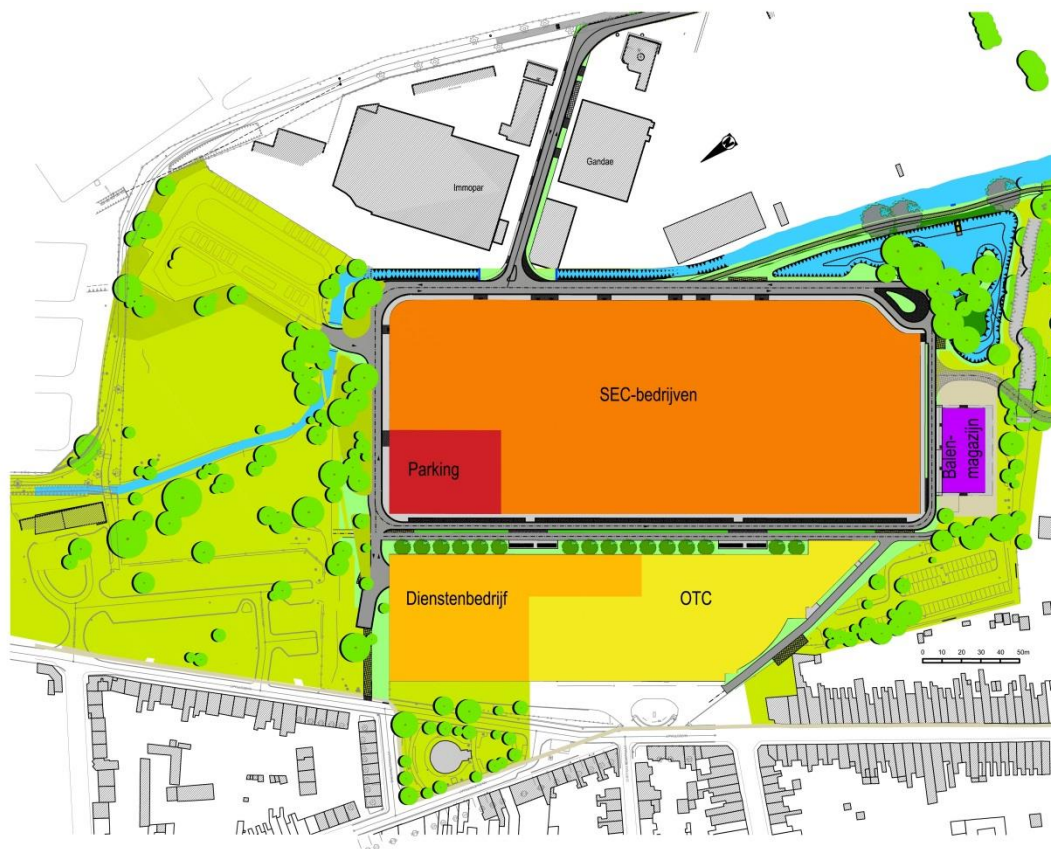 Immopar
Gandae
N
SEC-bedrijven
Parking
Balen-
magazijn
Dienstenbedrijf
OTC
0 10 20 30 40 50m